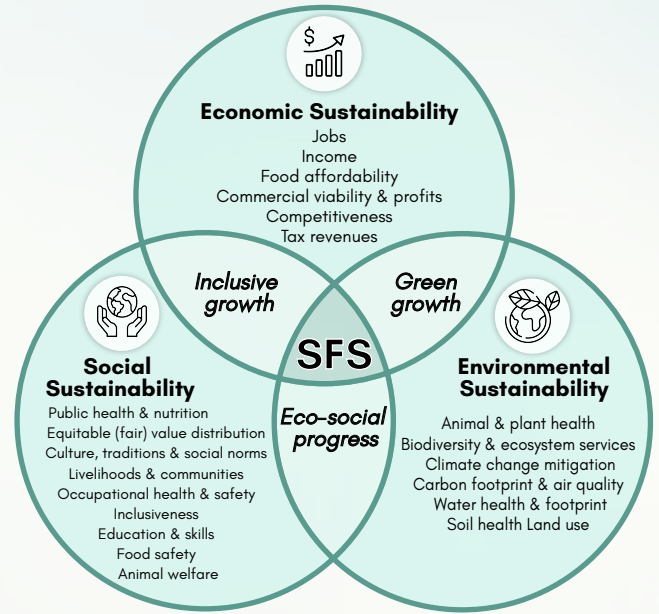 $
Economic Sustainability
Jobs
Income
Food affordability
Commercial viability & profits
Competitiveness
Tax revenues
Inclusive
growth
Green
growth
SFS
Social
Sustainability
Public health & nutrition
Equitable (fair) value distribution
Culture, traditions & social norms
Livelihoods & communities
Occupational health & safety
Inclusiveness
Education & skills
Food safety
Animal welfare
Eco-social
progress
Environmental
Sustainability
Animal & plant health
Biodiversity & ecosystem services
Climate change mitigation
Carbon footprint & air quality
Water health & footprint
Soil health Land use